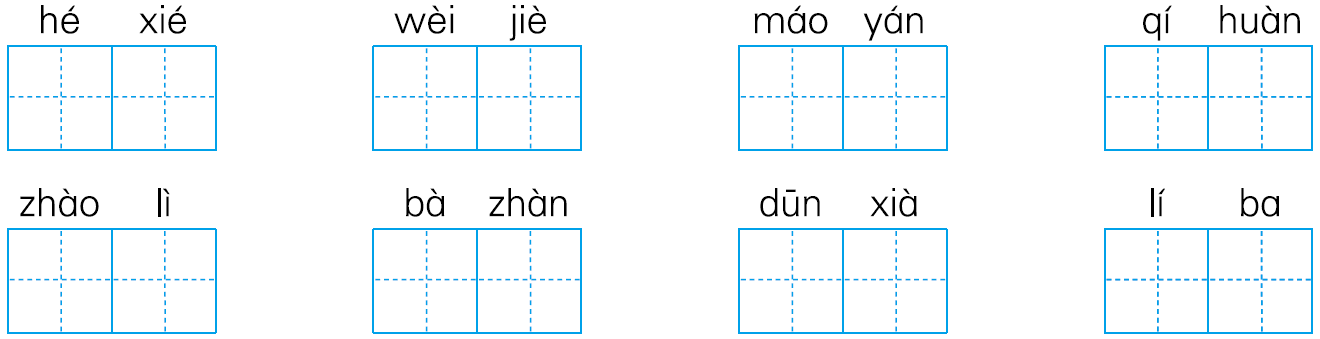 hé xié wèi jiè máo yán qí huàn
zhào lì bà zhàn dūn xià lí ba